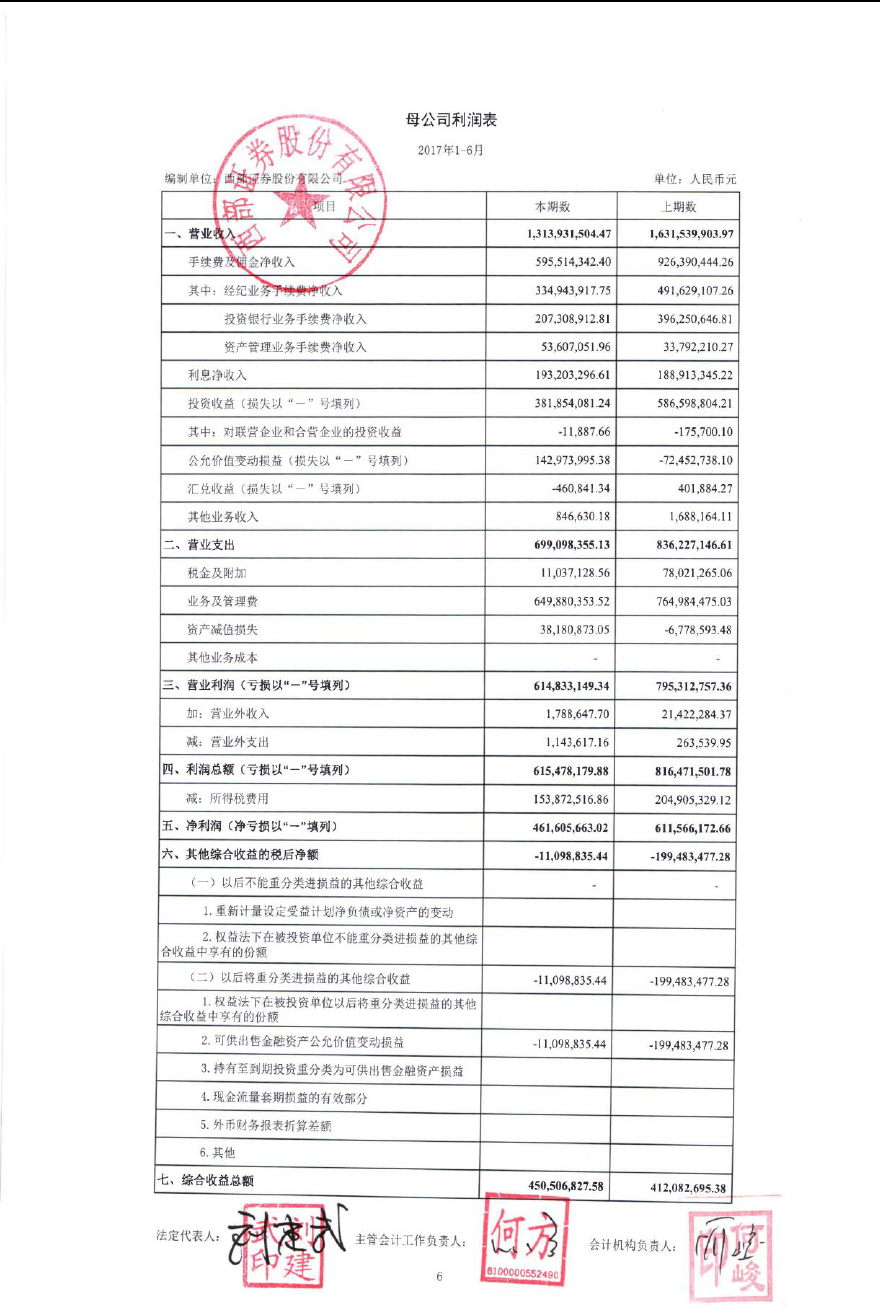 母公司利润表
2017年1-6月
编制单位：西部证券股份有限公司 单位：人民币元
项目 本期数 上期数
一、营业收入 1,313,931,504.47 1,631,539,903.97
手续费及佣金净收入 595,514,342.40 926,390,444.26
其中：经纪业务手续费净收入 334,943,917.75 491,629,107.26
投资银行业务手续费净收入 207,308,912.81 396,250,646.81
资产管理业务手续费净收入 53,607,051.96 33,792,210.27
利息净收入 193,203,296.61 188,913,345.22
投资收益（损失以“－”号填列） 381,854,081.24 586,598,804.21
其中：对联营企业和合营企业的投资收益 -11,887.66 -175,700.10
公允价值变动损益（损失以“－”号填列） 142,973,995.38 -72,452,738.10
汇兑收益（损失以“－”号填列） -460,841.34 401,884.27
其他业务收入 846,630.18 1,688,164.11
二、营业支出 699,098,355.13 836,227,146.61
税金及附加 11,037,128.56 78,021,265.06
业务及管理费 649,880,353.52 764,984,475.03
资产减值损失 38,180,873.05 -6,778,593.48
其他业务成本 - -
三、营业利润（亏损以“－”号填列） 614,833,149.34 795,312,757.36
加：营业外收入 1,788,647.70 21,422,284.37
减：营业外支出 1,143,617.16 263,539.95
四、利润总额（亏损以“－”号填列） 615,478,179.88 816,471,501.78
减：所得税费用 153,872,516.86 204,905,329.12
五、净利润（净亏损以“－”填列） 461,605,663.02 611,566,172.66
六、其他综合收益的税后净额 -11,098,835.44 -199,483,477.28
（一）以后不能重分类进损益的其他综合收益 - -
1.重新计量设定受益计划净负债或净资产的变动
2.权益法下在被投资单位不能重分类进损益的其他综
合收益中享有的份额
（二）以后将重分类进损益的其他综合收益 -11,098,835.44 -199,483,477.28
1.权益法下在被投资单位以后将重分类进损益的其他
综合收益中享有的份额
2.可供出售金融资产公允价值变动损益 -11,098,835.44 -199,483,477.28
3.持有至到期投资重分类为可供出售金融资产损益
4.现金流量套期损益的有效部分
5.外币财务报表折算差额
6.其他
七、综合收益总额 450,506,827.58 412,082,695.38
西部证券股份有限公司
法定代表人： 刘建武印 主管会计工作负责人： 何方 会计机构负责人： 何峻印
6100000552490
6